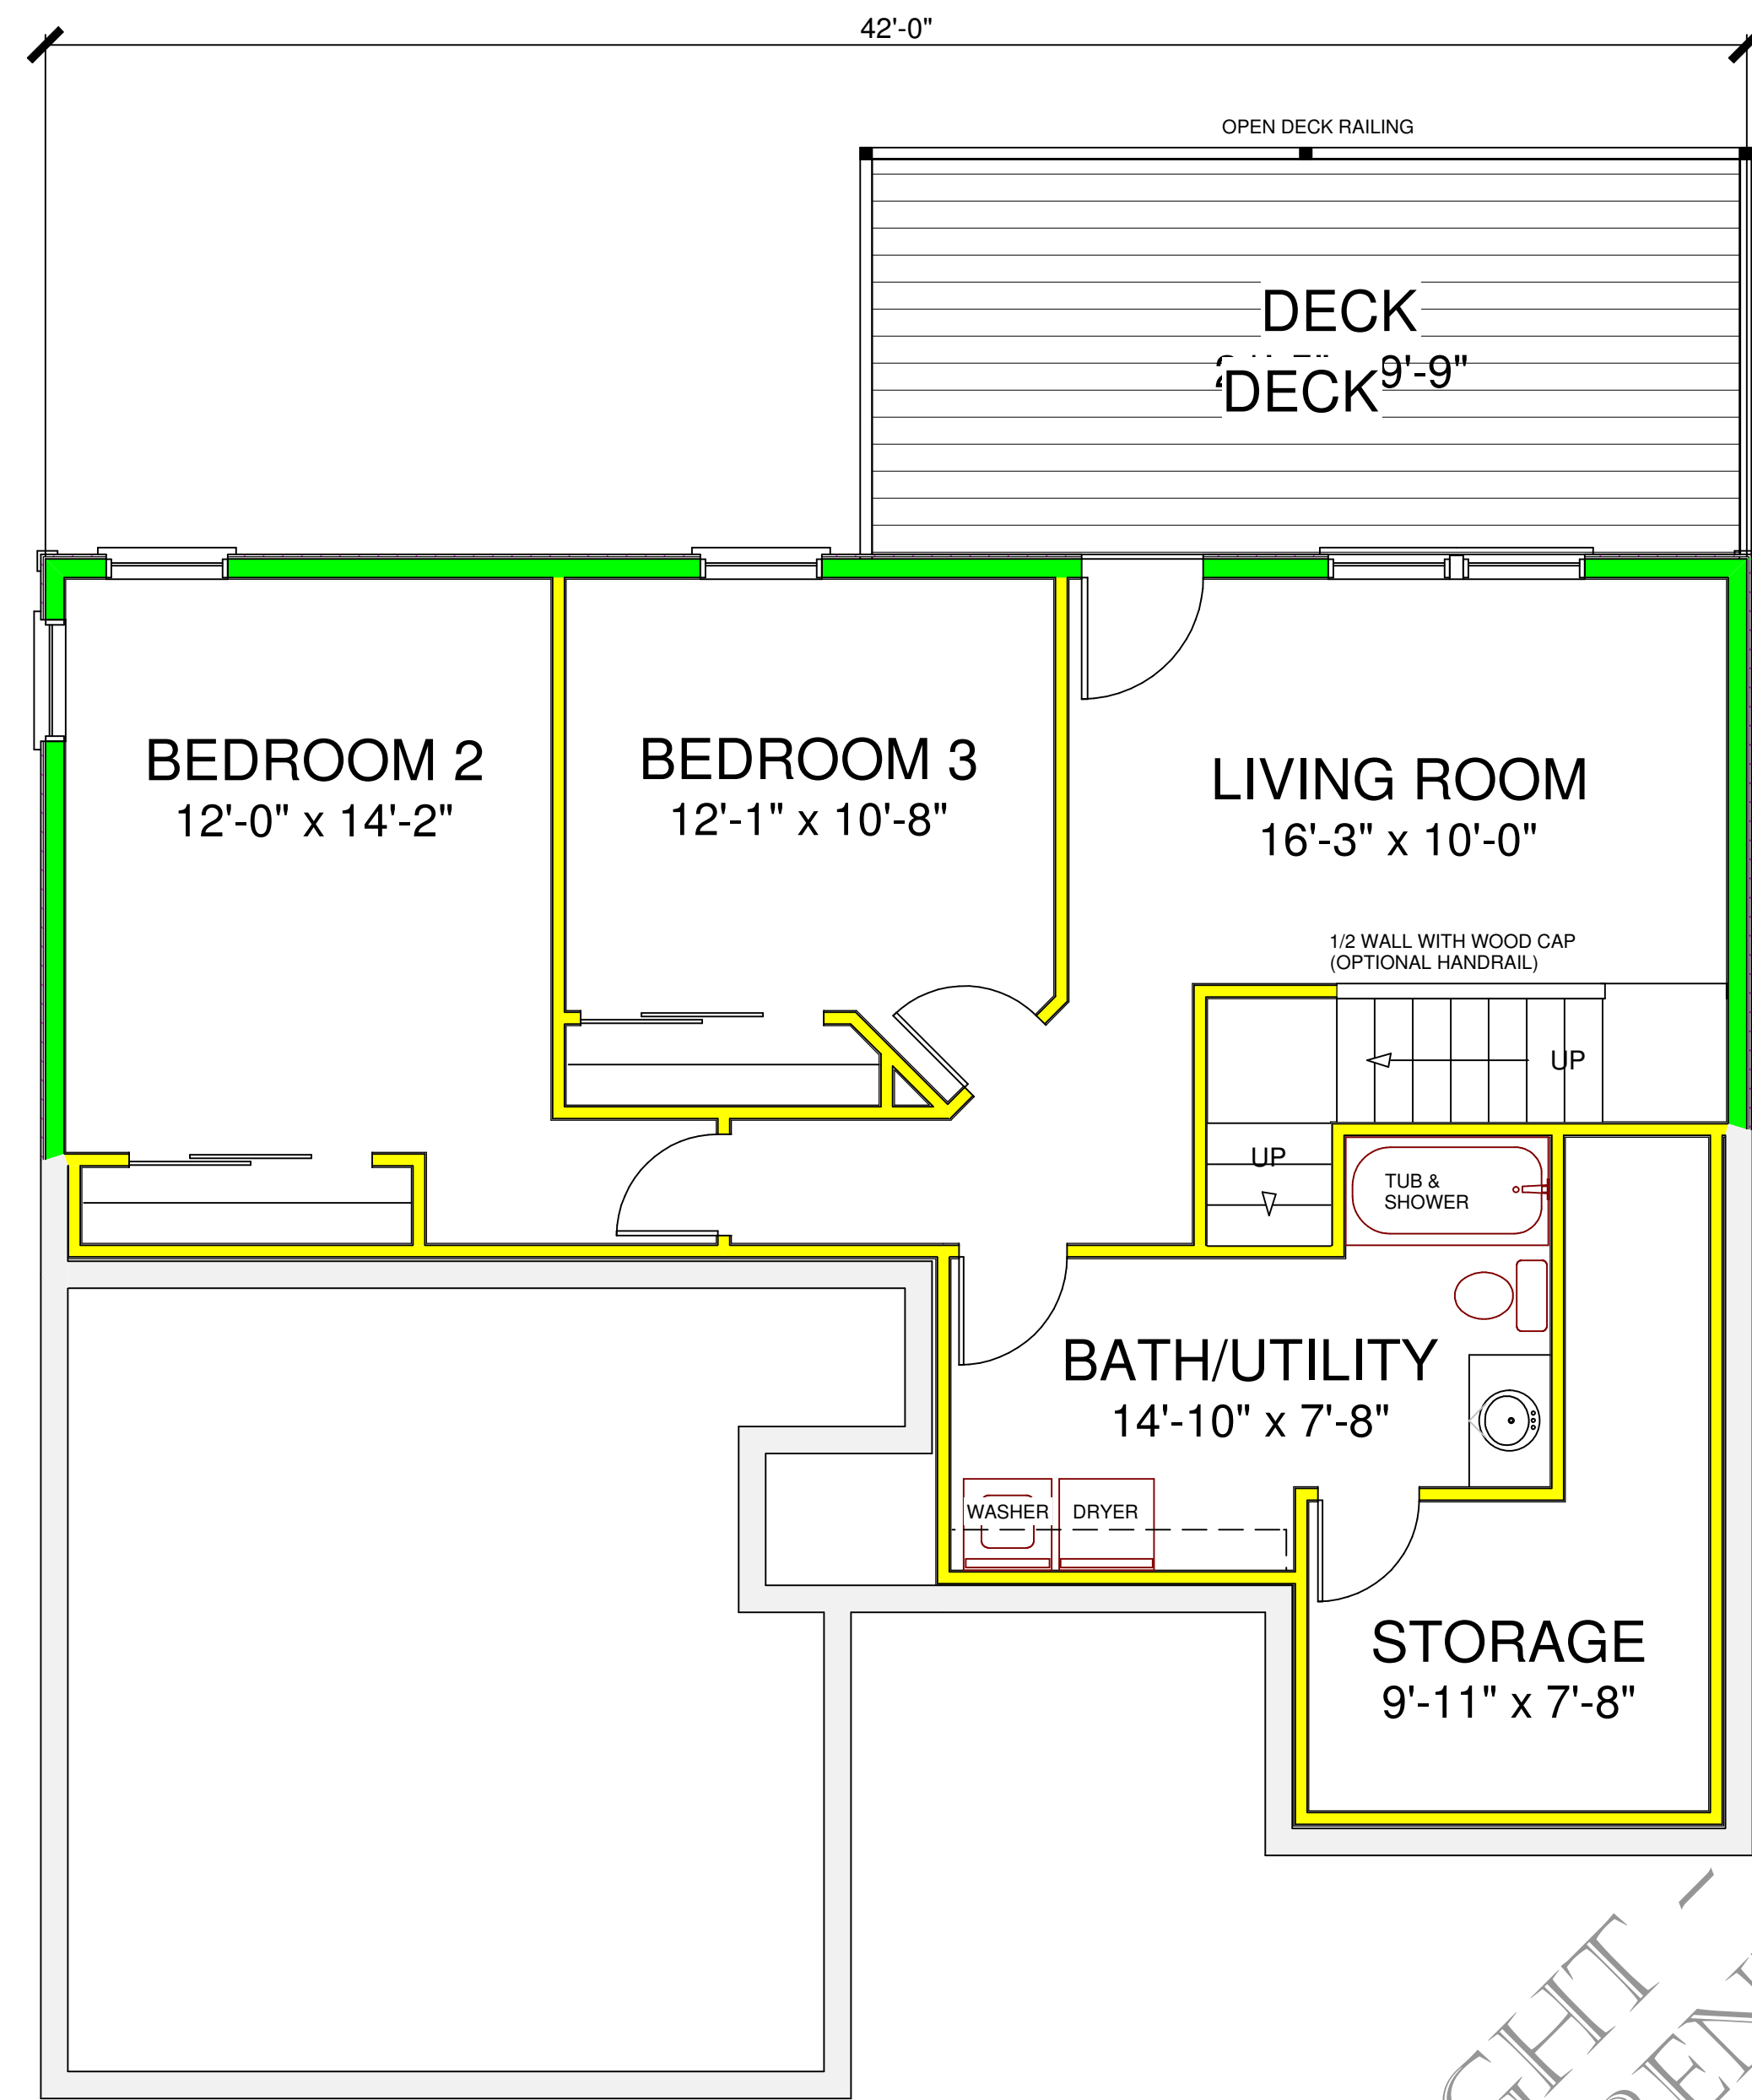 42'-0"
OPEN DECK RAILING
DECK
9'-9"
DECK
BEDROOM 2
12'-0" x 14'-2"
BEDROOM 3
12'-1" x 10'-8"
LIVING ROOM
16'-3" x 10'-0"
1/2 WALL WITH WOOD CAP
(OPTIONAL HANDRAIL)
UP
UP
TUB &
SHOWER
BATH/UTILITY
14'-10" x 7'-8"
WASHER
DRYER
STORAGE
9'-11" x 7'-8"